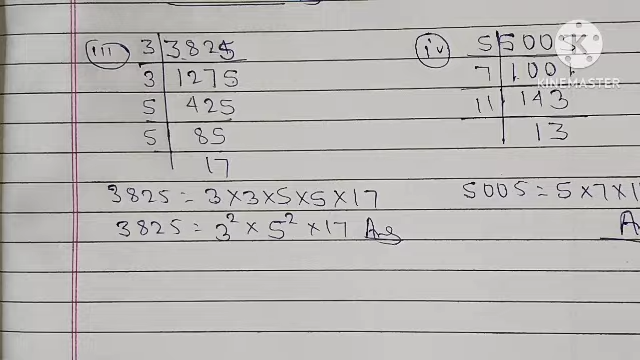 iii) 3 | 3825
3 | 1275
5 | 425
5 | 85
17
3825 = 3×3×5×5×17
3825 = 3² × 5² × 17 Ans
iv) 5 | 5005
7 | 1001
11 | 143
13
5005 = 5×7×1
A
KINEMASTER